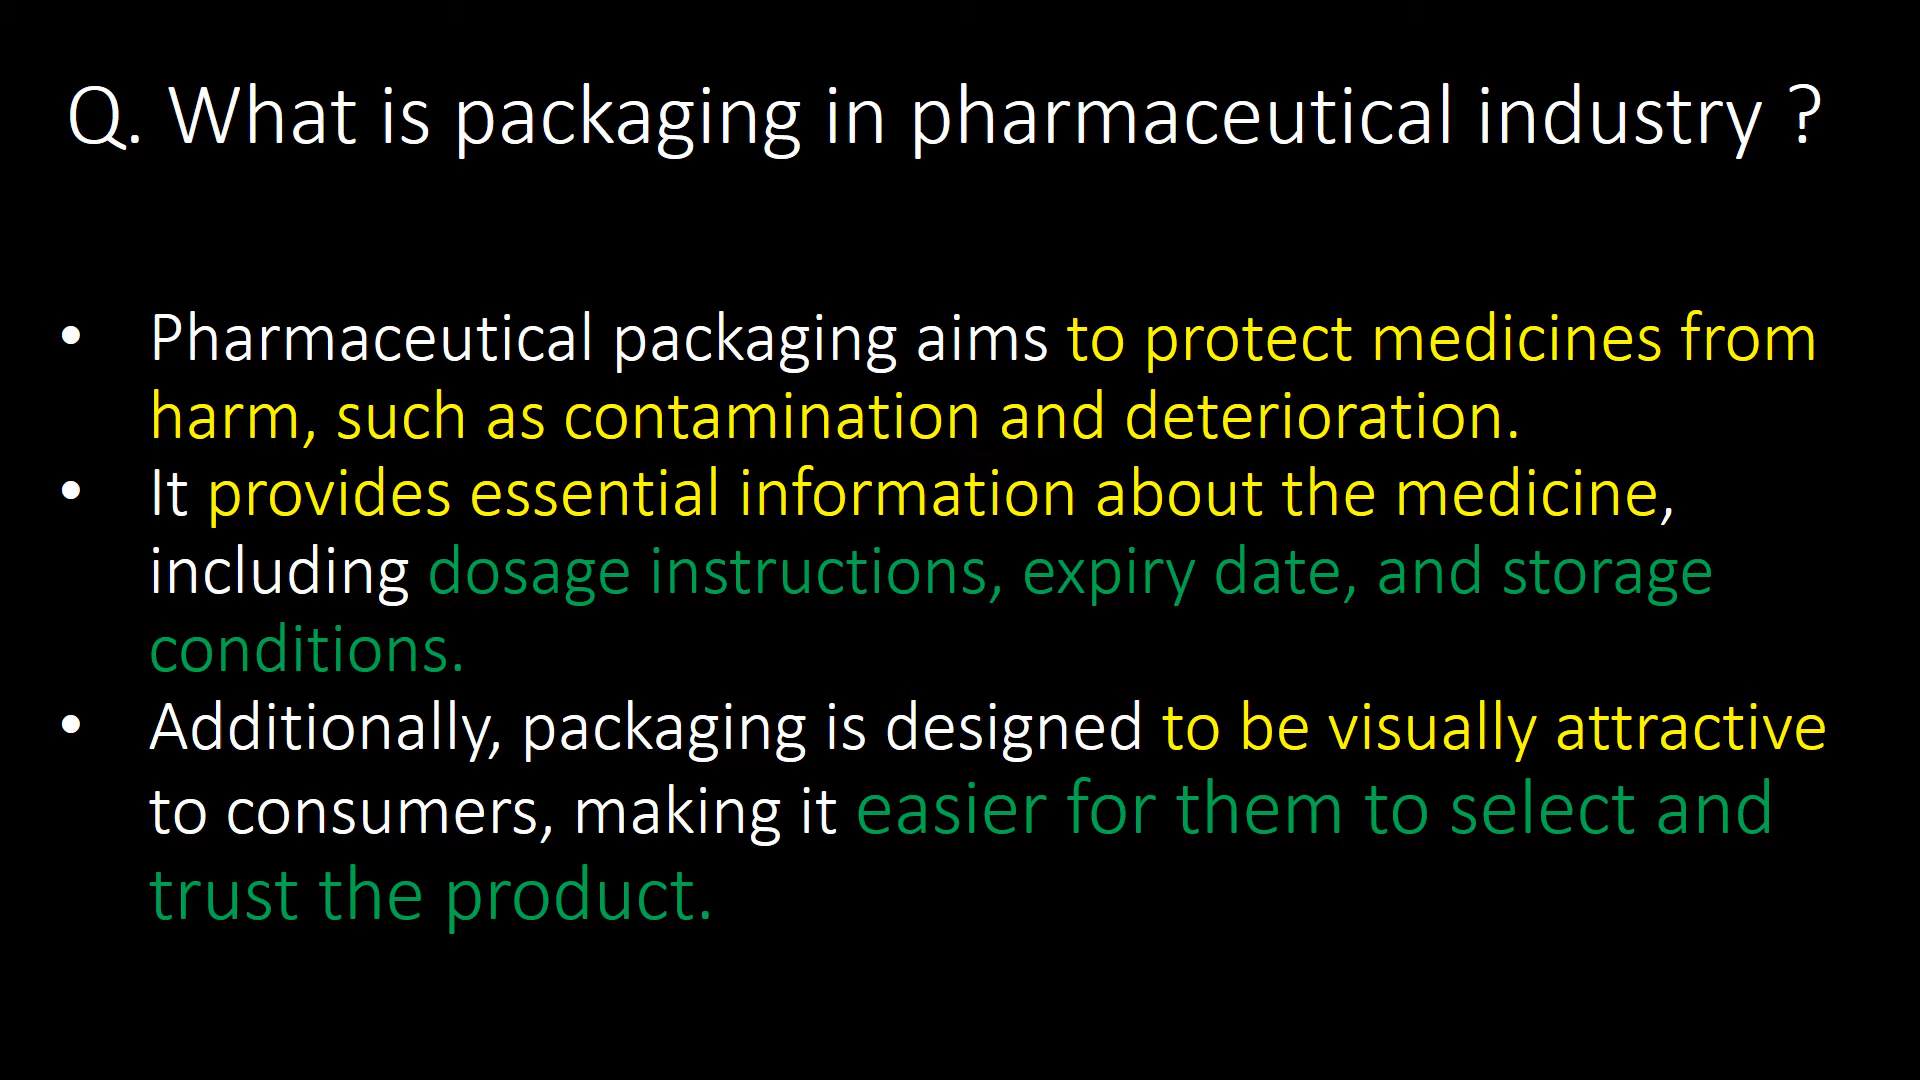 Q. What is packaging in pharmaceutical industry ?
• Pharmaceutical packaging aims to protect medicines from
harm, such as contamination and deterioration.
• It provides essential information about the medicine,
including dosage instructions, expiry date, and storage
conditions.
• Additionally, packaging is designed to be visually attractive
to consumers, making it easier for them to select and
trust the product.